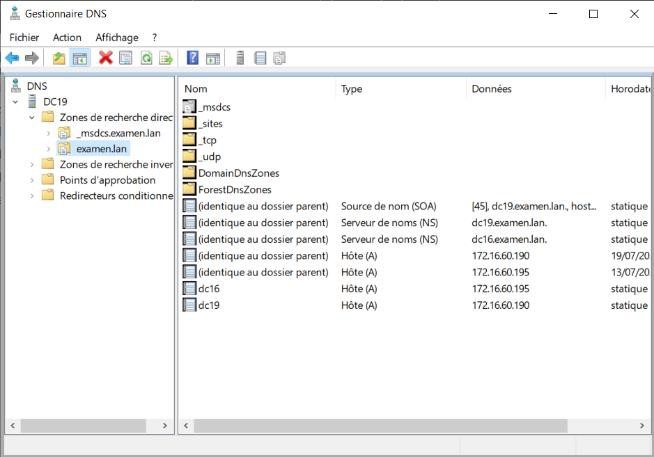 Gestionnaire DNS
Fichier Action Affichage ?
DNS
DC19
Zones de recherche direc
_msdcs.examen.lan
examen.lan
Zones de recherche inver
Points d'approbation
Redirecteurs conditionne
Nom Type Données Horodat
_msdcs
_sites
_tcp
_udp
DomainDnsZones
ForestDnsZones
(identique au dossier parent) Source de nom (SOA) [45], dc19.examen.lan., host... statique
(identique au dossier parent) Serveur de noms (NS) dc19.examen.lan. statique
(identique au dossier parent) Serveur de noms (NS) dc16.examen.lan. statique
(identique au dossier parent) Hôte (A) 172.16.60.190 19/07/20
(identique au dossier parent) Hôte (A) 172.16.60.195 13/07/20
dc16 Hôte (A) 172.16.60.195 statique
dc19 Hôte (A) 172.16.60.190 statique